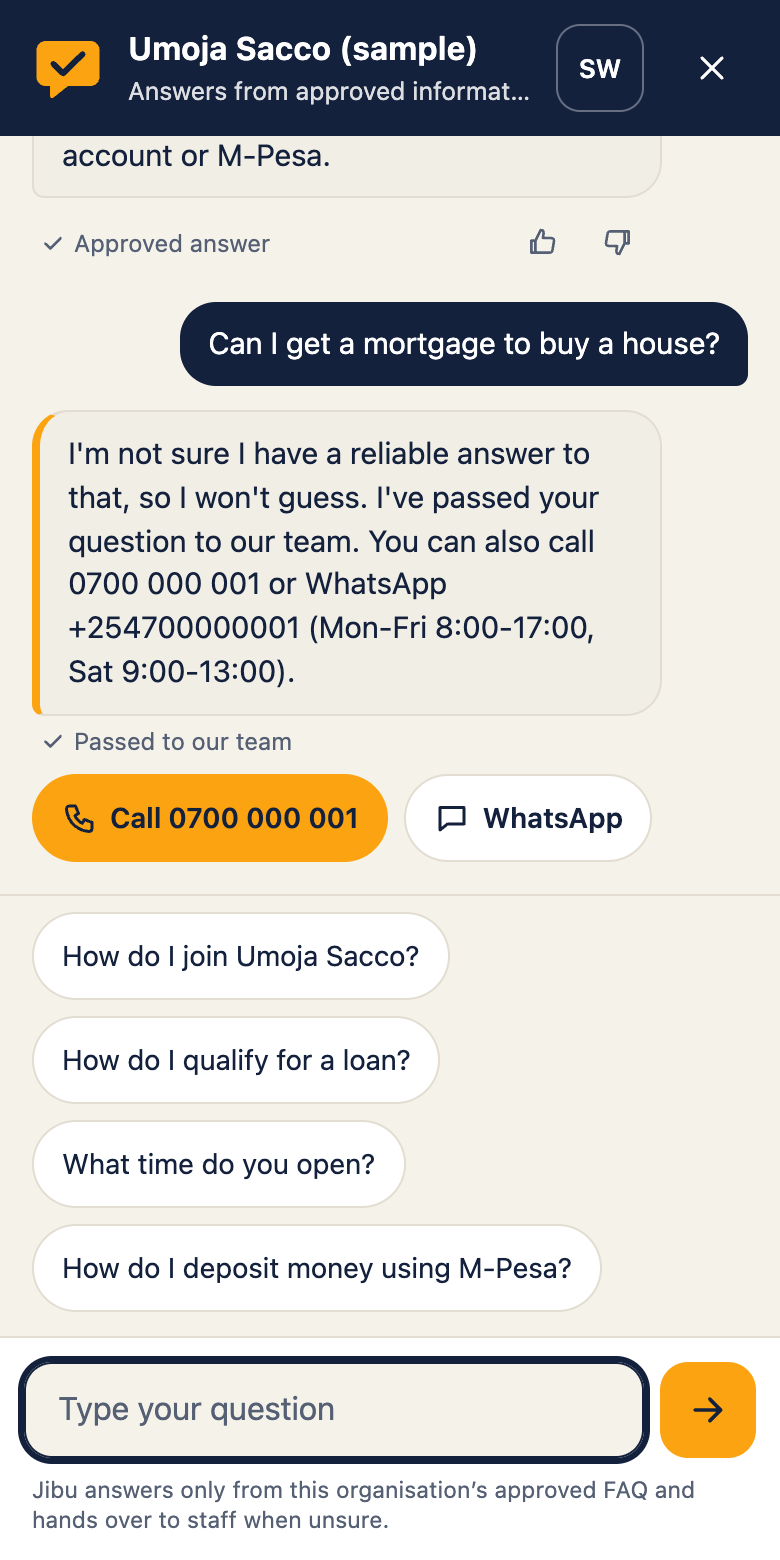 Umoja Sacco (sample)
Answers from approved informat...
SW
account or M-Pesa.
Approved answer
Can I get a mortgage to buy a house?
I'm not sure I have a reliable answer to
that, so I won't guess. I've passed your
question to our team. You can also call
0700 000 001 or WhatsApp
+254700000001 (Mon-Fri 8:00-17:00,
Sat 9:00-13:00).
Passed to our team
Call 0700 000 001
WhatsApp
How do I join Umoja Sacco?
How do I qualify for a loan?
What time do you open?
How do I deposit money using M-Pesa?
Type your question
Jibu answers only from this organisation’s approved FAQ and
hands over to staff when unsure.